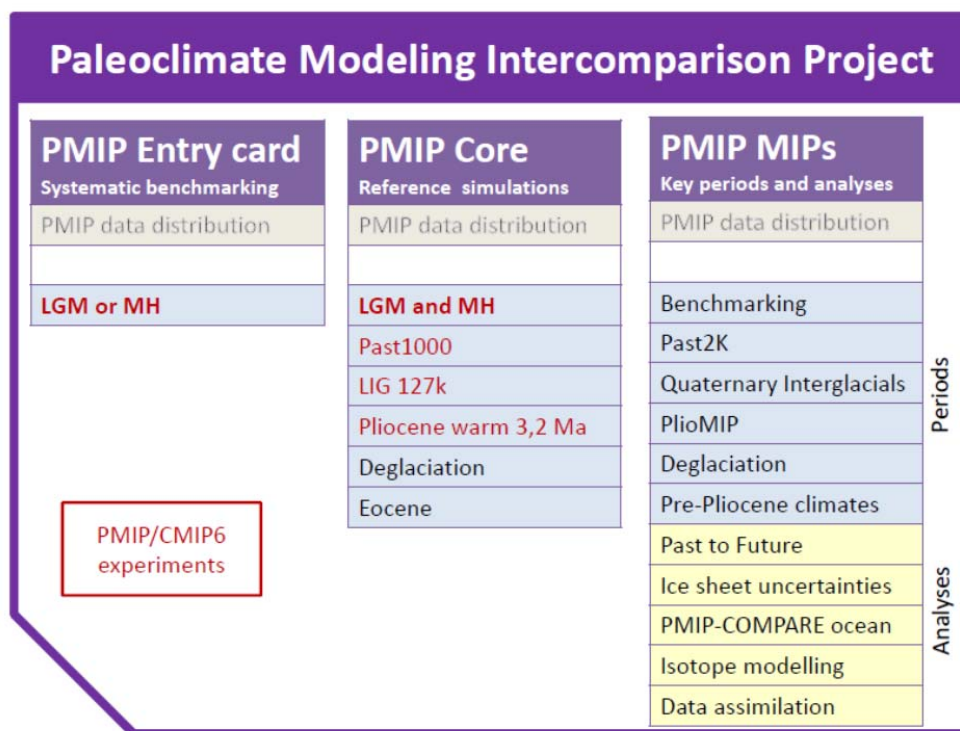 Paleoclimate Modeling Intercomparison Project
PMIP Entry card
Systematic benchmarking
PMIP data distribution
LGM or MH
PMIP/CMIP6
experiments
PMIP Core
Reference simulations
PMIP data distribution
LGM and MH
Past1000
LIG 127k
Pliocene warm 3,2 Ma
Deglaciation
Eocene
PMIP MIPs
Key periods and analyses
PMIP data distribution
Benchmarking
Past2K
Quaternary Interglacials
PlioMIP
Deglaciation
Pre-Pliocene climates
Past to Future
Ice sheet uncertainties
PMIP-COMPARE ocean
Isotope modelling
Data assimilation
Periods
Analyses